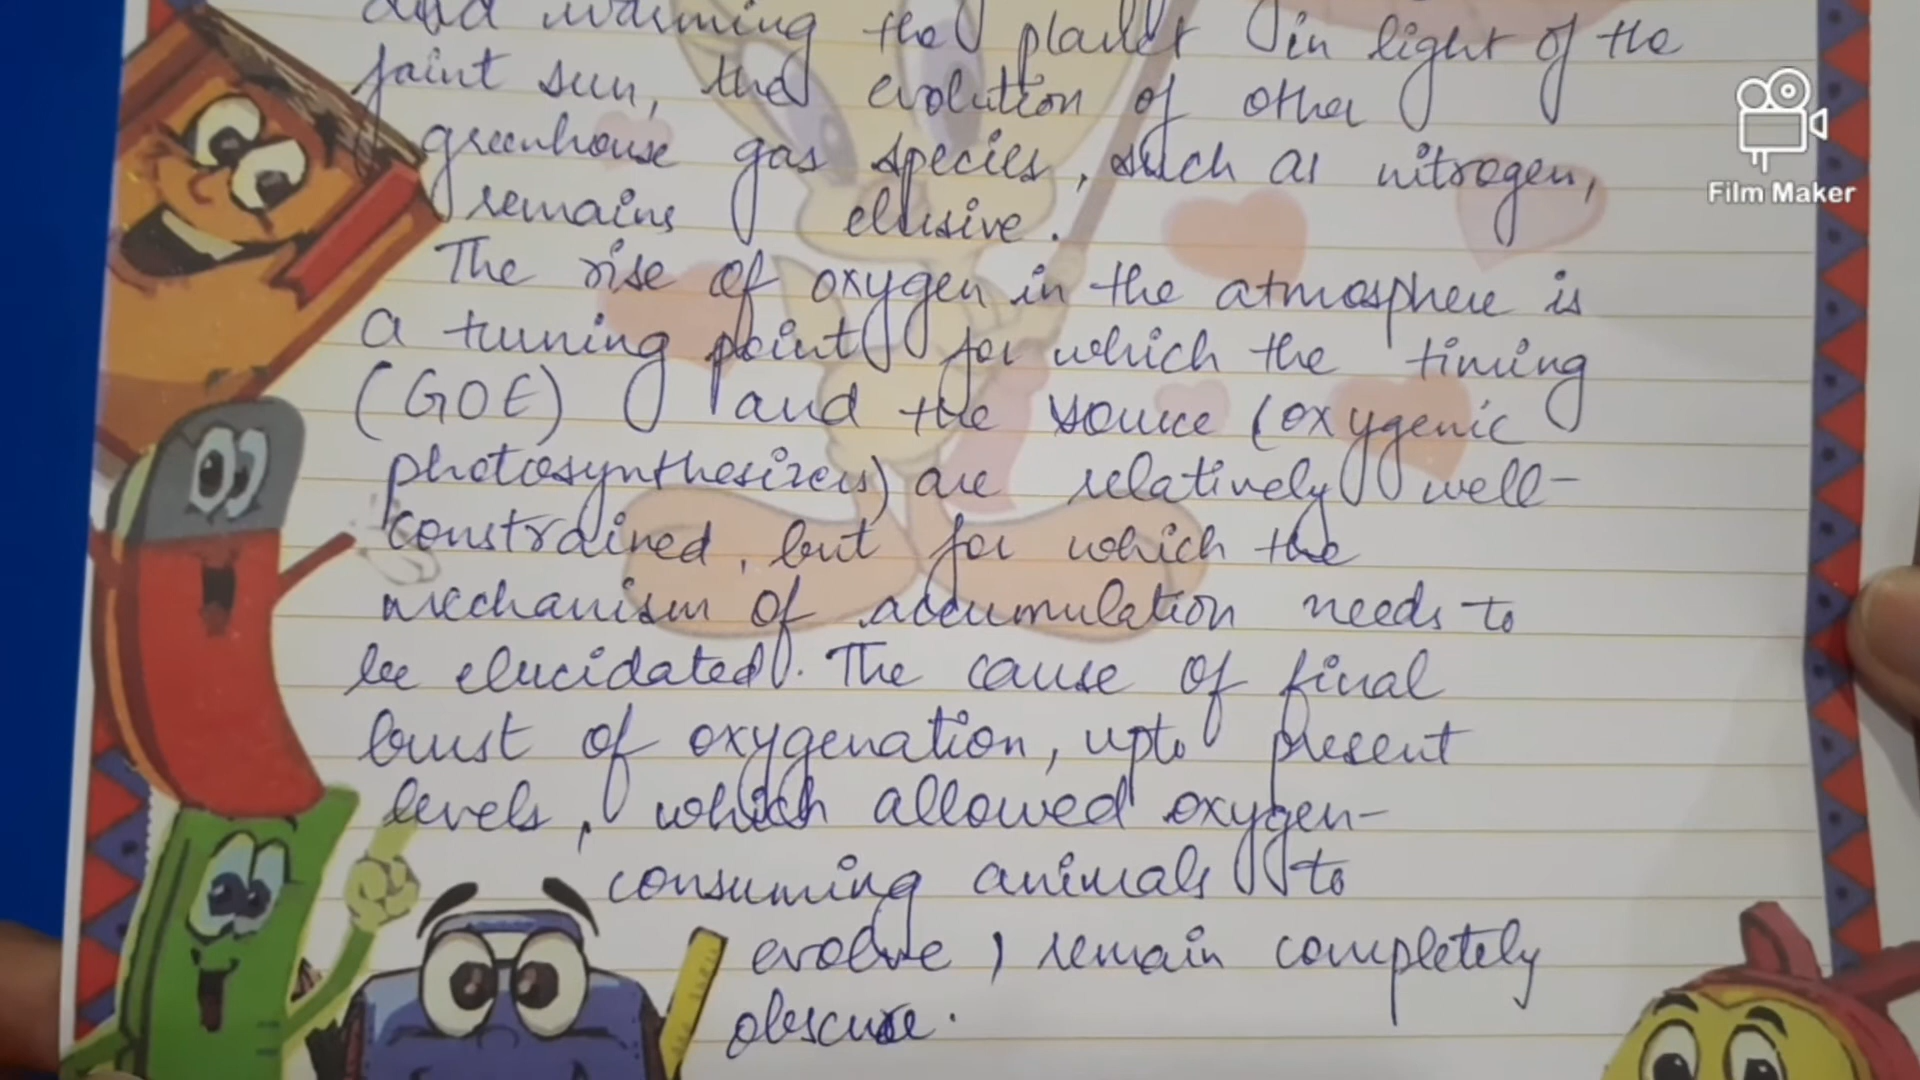 and warming the planet in light of the
faint sun, the evolution of other
greenhouse gas species, such as nitrogen,
remains elusive.
The rise of oxygen in the atmosphere is
a turning point for which the timing
(GOE) and the source (oxygenic
photosynthesizers) are relatively well-
constrained, but for which the
mechanism of accumulation needs to
be elucidated. The cause of final
burst of oxygenation, upto present
levels, which allowed oxygen-
consuming animals to
evolve, remain completely
obscure.
Film Maker